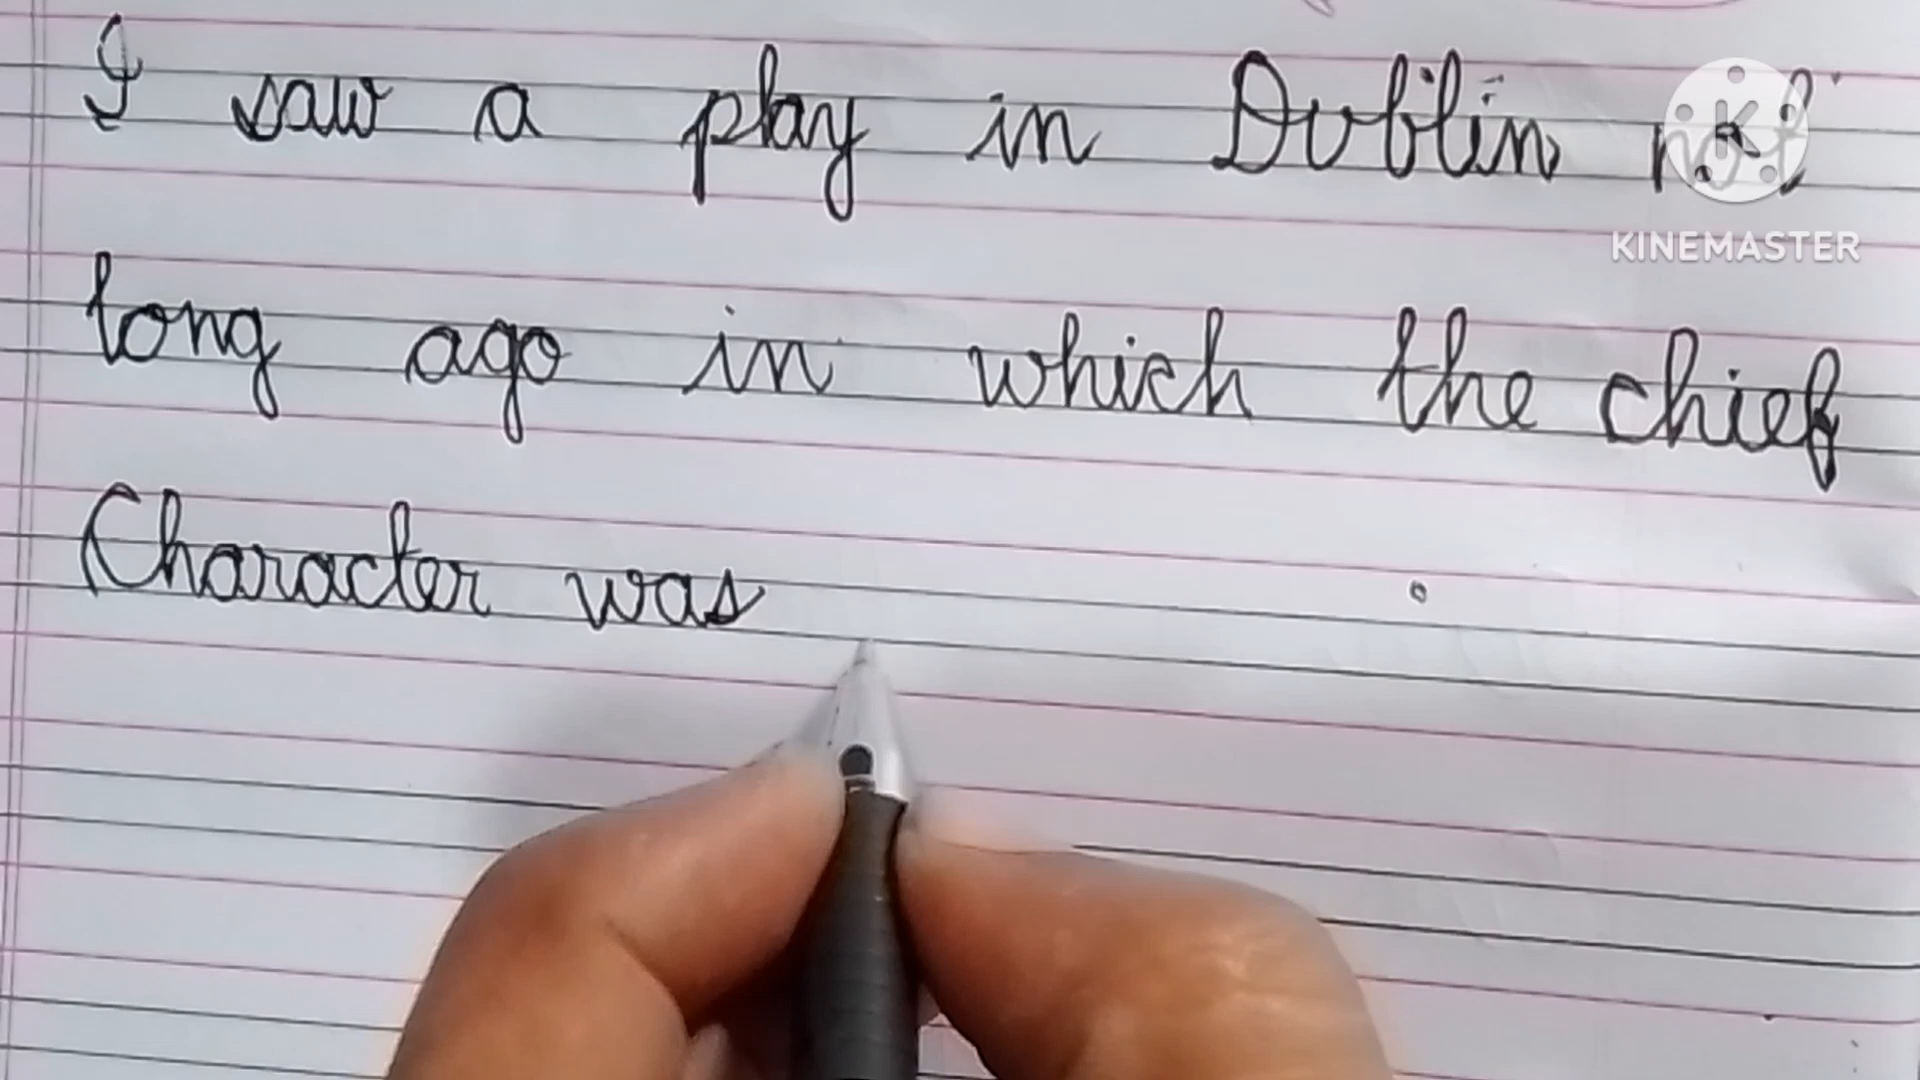 I saw a play in Dublin not
KINEMASTER
long ago in which the chief
Character was